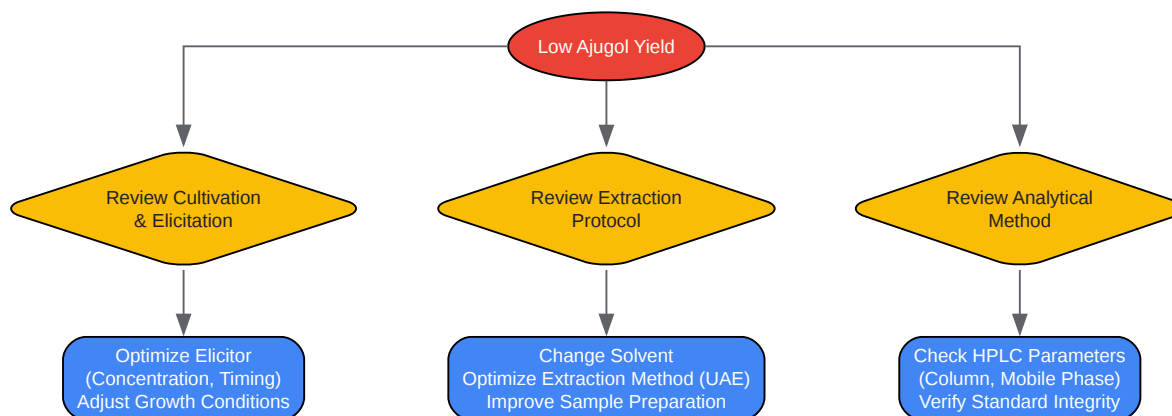 Low Ajugol Yield
Review Cultivation
& Elicitation
Review Extraction
Protocol
Review Analytical
Method
Optimize Elicitor
(Concentration, Timing)
Adjust Growth Conditions
Change Solvent
Optimize Extraction Method (UAE)
Improve Sample Preparation
Check HPLC Parameters
(Column, Mobile Phase)
Verify Standard Integrity